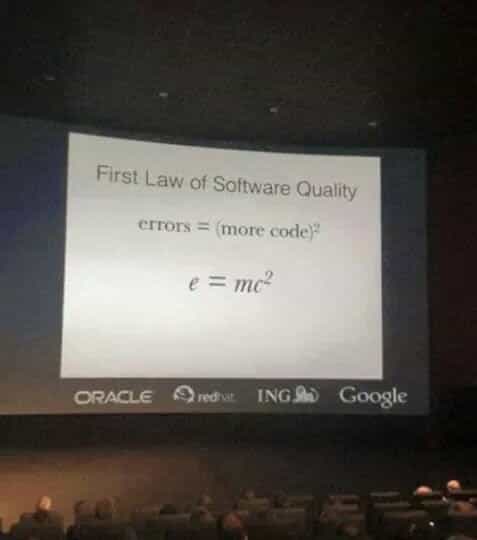 First Law of Software Quality
errors = (more code)²
e = mc²
ORACLE redhat. ING Google